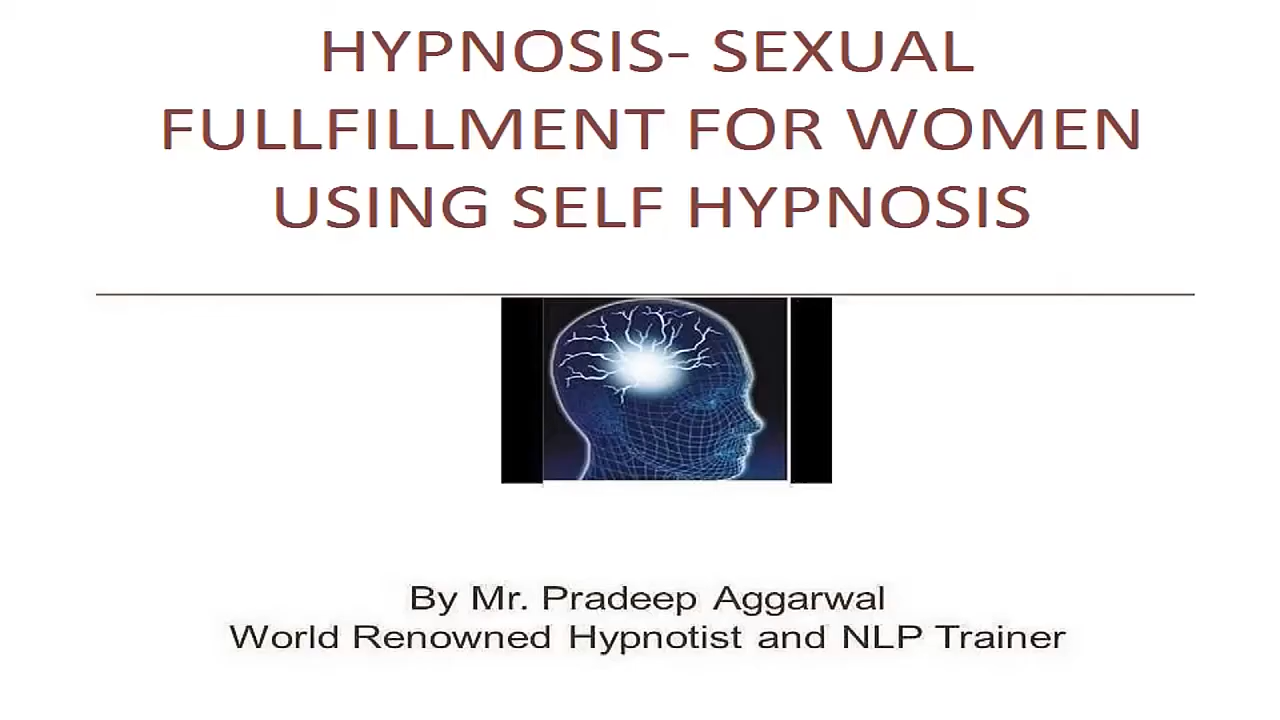 HYPNOSIS- SEXUAL
FULLFILLMENT FOR WOMEN
USING SELF HYPNOSIS
By Mr. Pradeep Aggarwal
World Renowned Hypnotist and NLP Trainer